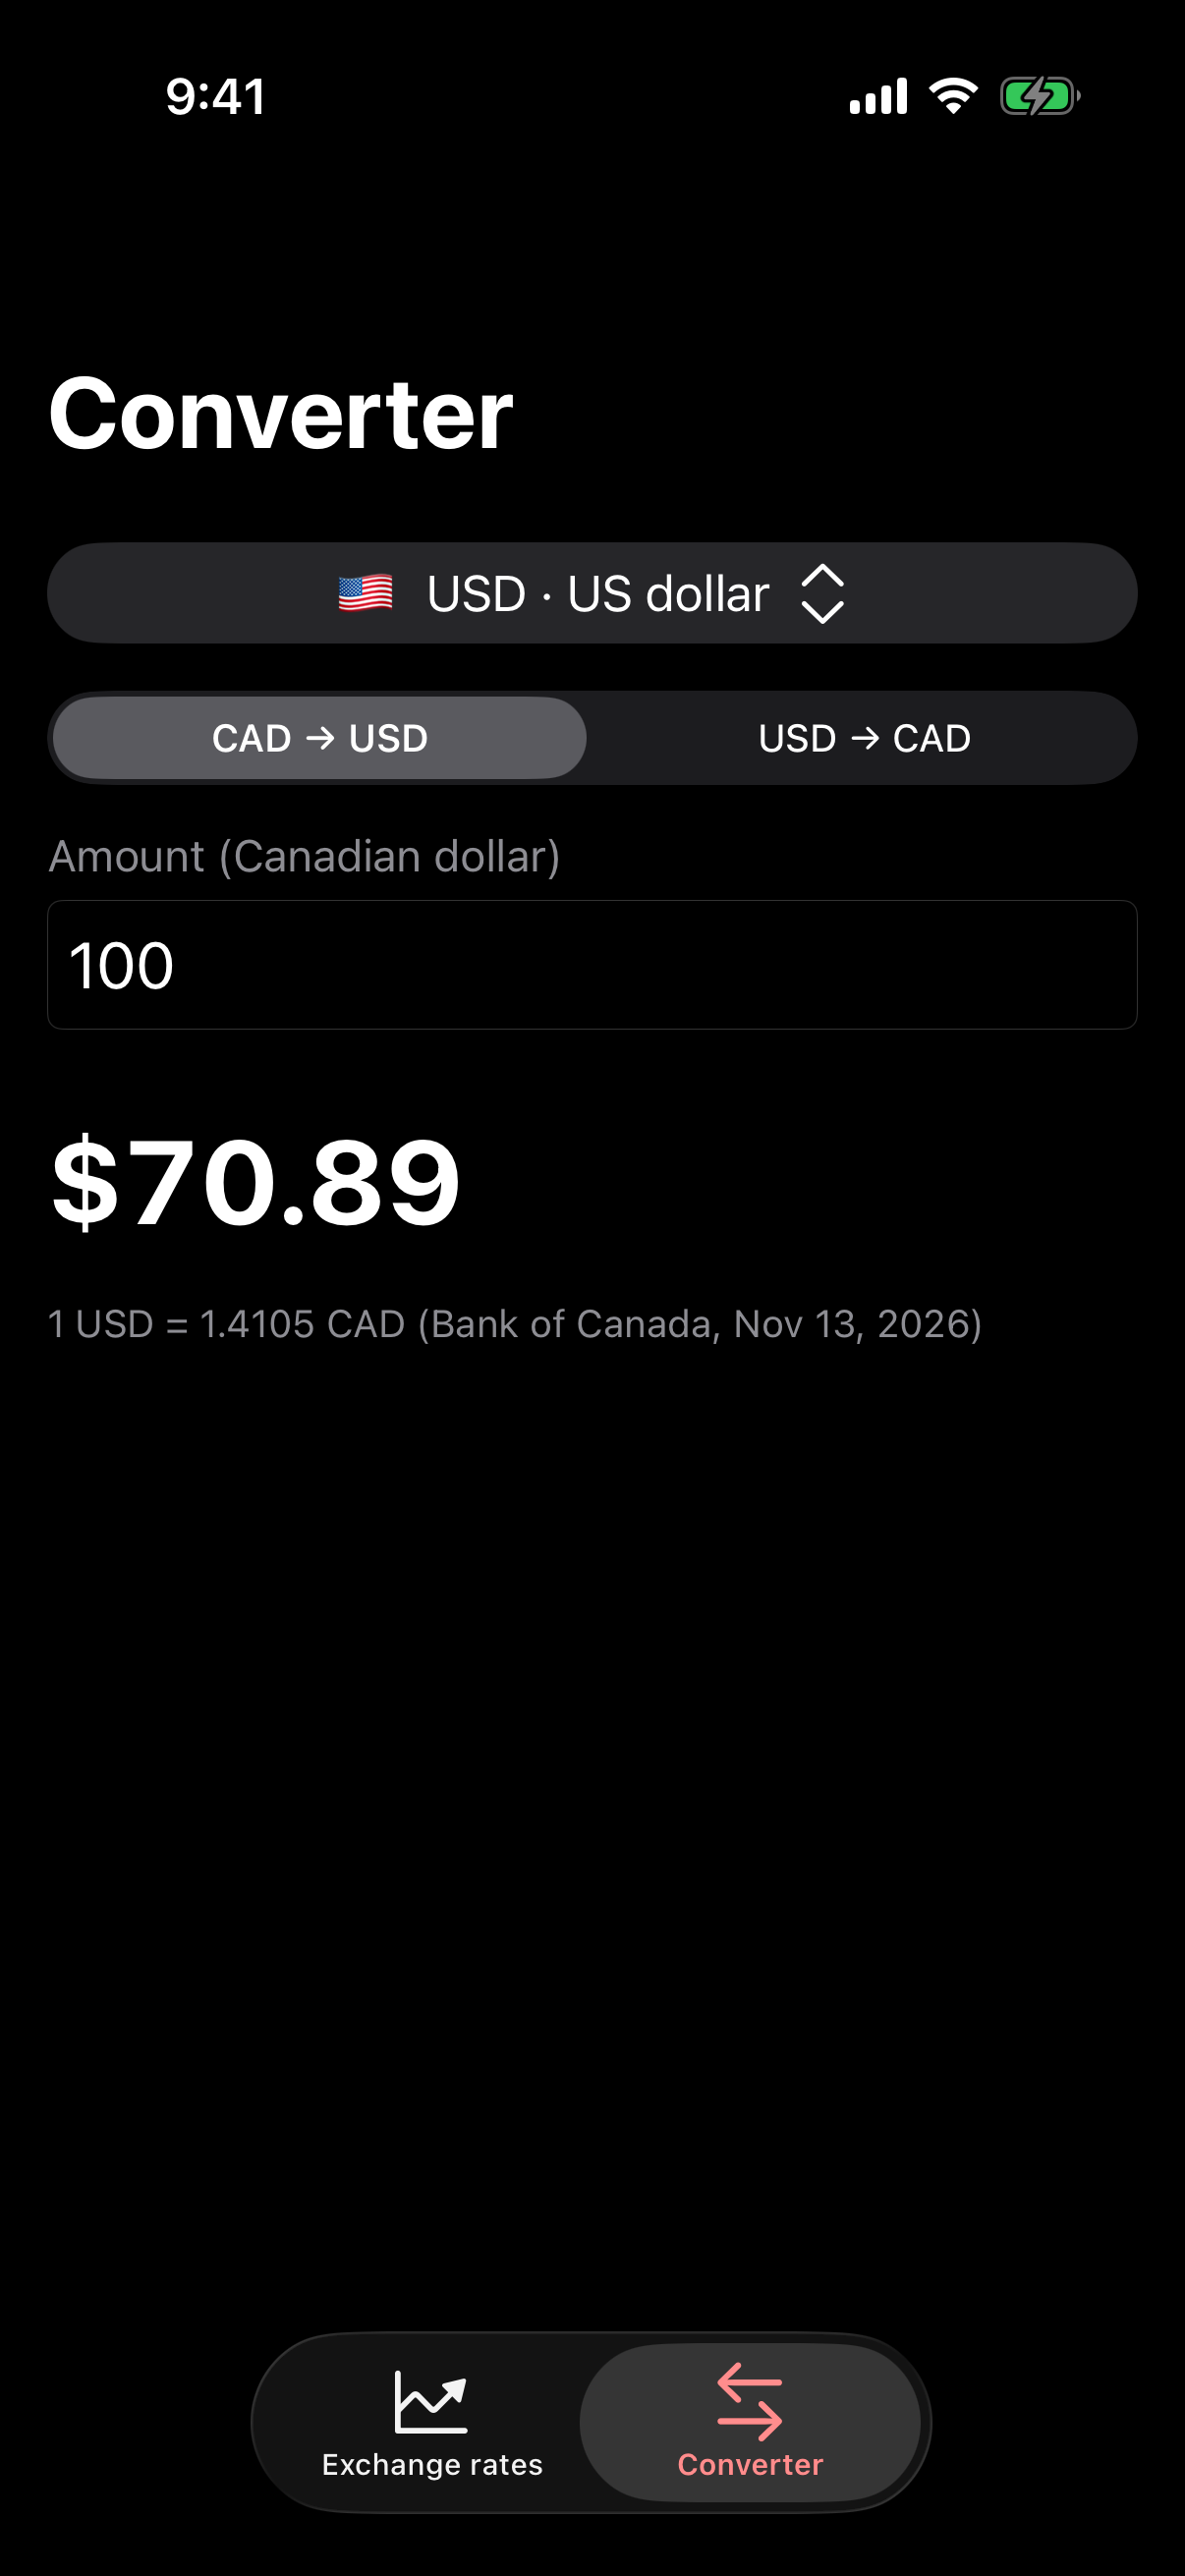 9:41
Converter
USD · US dollar
CAD → USD
USD → CAD
Amount (Canadian dollar)
100
$70.89
1 USD = 1.4105 CAD (Bank of Canada, Nov 13, 2026)
Exchange rates
Converter